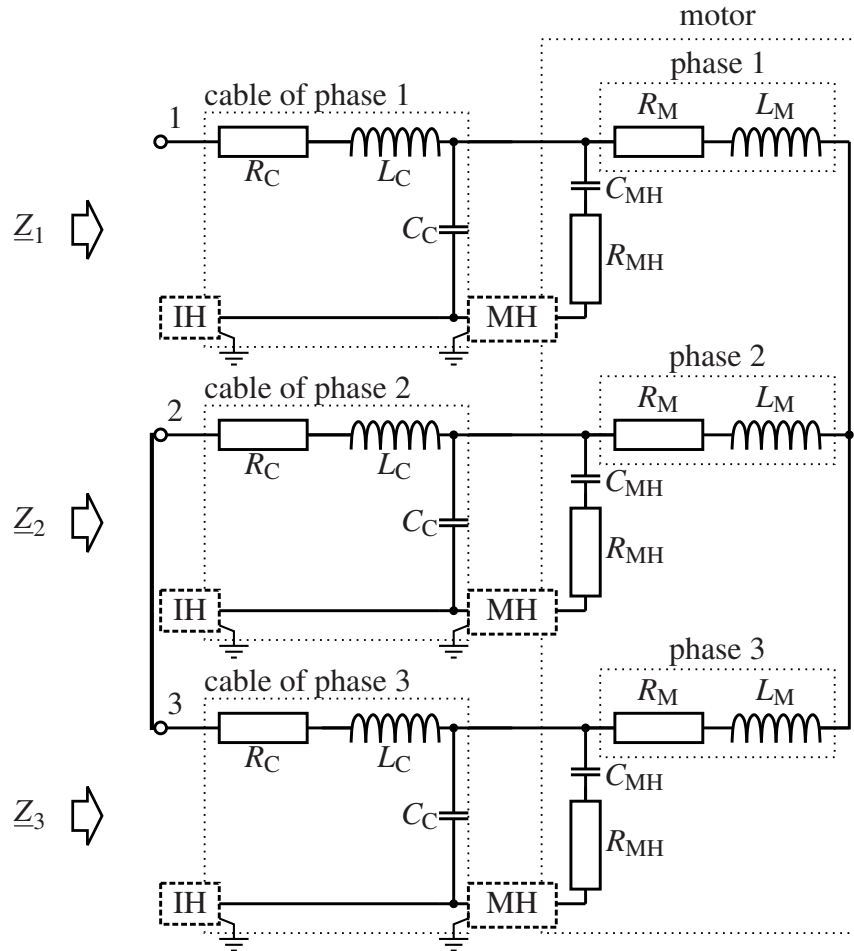 motor
phase 1
cable of phase 1
1
R_M
L_M
R_C
L_C
C_MH
Z_1
C_C
R_MH
IH
MH
phase 2
cable of phase 2
2
R_M
L_M
R_C
L_C
C_MH
Z_2
C_C
R_MH
IH
MH
phase 3
cable of phase 3
3
R_M
L_M
R_C
L_C
C_MH
Z_3
C_C
R_MH
IH
MH